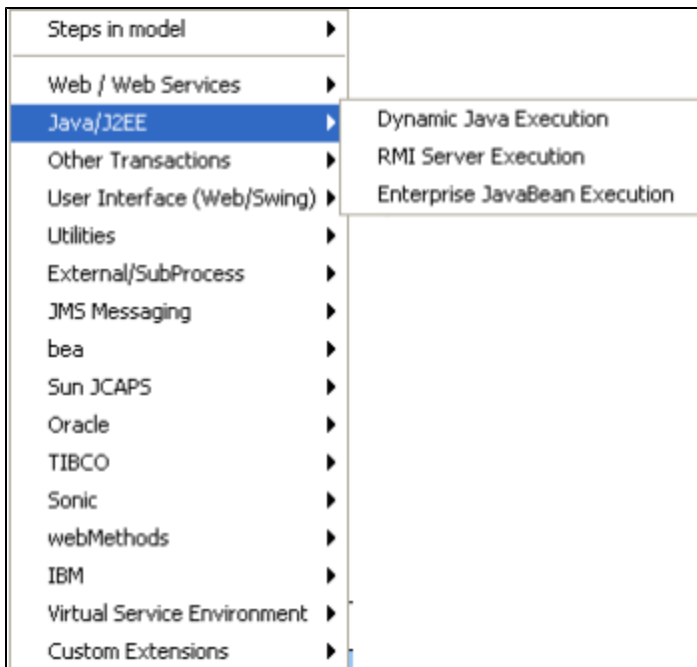 Steps in model
Web / Web Services
Java/J2EE
Dynamic Java Execution
Other Transactions
RMI Server Execution
User Interface (Web/Swing)
Enterprise JavaBean Execution
Utilities
External/SubProcess
JMS Messaging
bea
Sun JCAPS
Oracle
TIBCO
Sonic
webMethods
IBM
Virtual Service Environment
Custom Extensions